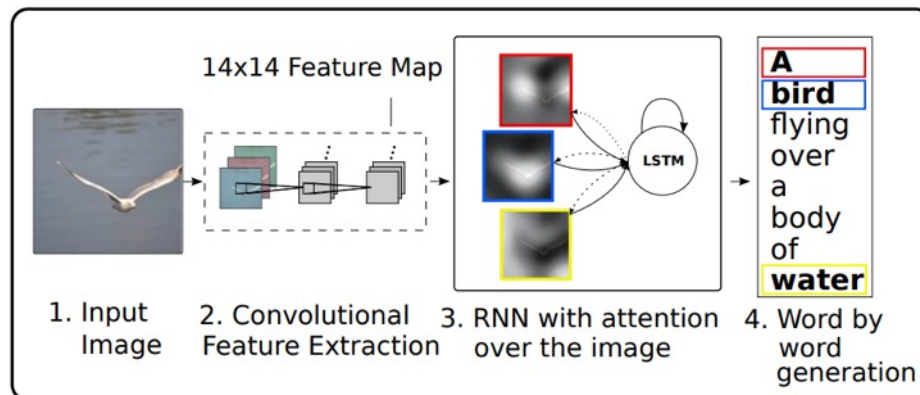 14x14 Feature Map
LSTM
A
bird
flying
over
a
body
of
water
1. Input
Image
2. Convolutional
Feature Extraction
3. RNN with attention
over the image
4. Word by
word
generation